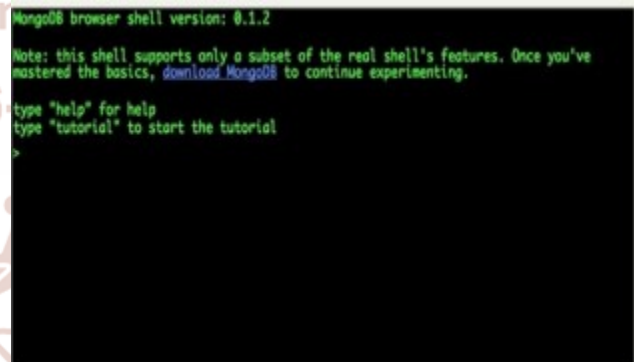 MongoDB browser shell version: 0.1.2
Note: this shell supports only a subset of the real shell's features. Once you've
mastered the basics, download MongoDB to continue experimenting.
type "help" for help
type "tutorial" to start the tutorial
>